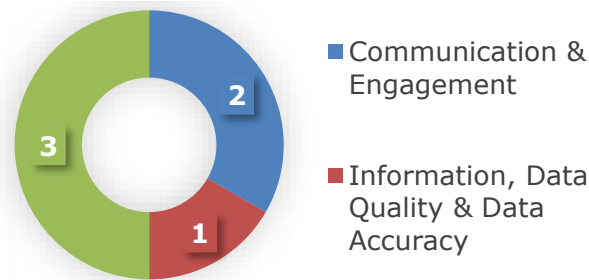 2
3
1
Communication &
Engagement
Information, Data
Quality & Data
Accuracy